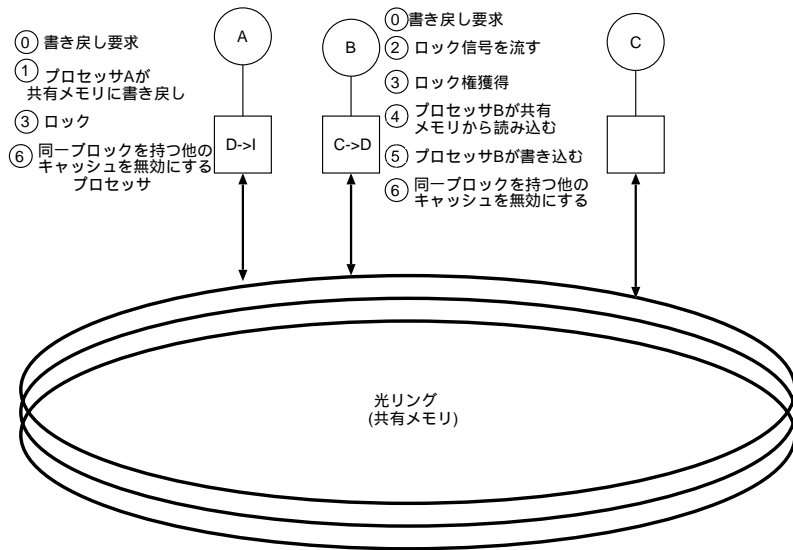 ⓪ 書き戻し要求
① プロセッサAが
共有メモリに書き戻し
③ ロック
⑥ 同一ブロックを持つ他の
キャッシュを無効にする
プロセッサ
A
D->I
B
C->D
⓪ 書き戻し要求
② ロック信号を流す
③ ロック権獲得
④ プロセッサBが共有
メモリから読み込む
⑤ プロセッサBが書き込む
⑥ 同一ブロックを持つ他の
キャッシュを無効にする
C
光リング
(共有メモリ)